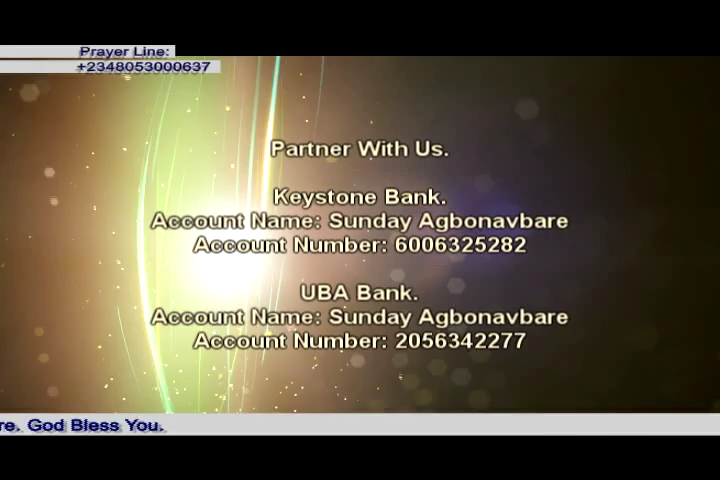 Prayer Line:
+2348053000637
Partner With Us.
Keystone Bank.
Account Name: Sunday Agbonavbare
Account Number: 6006325282
UBA Bank.
Account Name: Sunday Agbonavbare
Account Number: 2056342277
re. God Bless You.